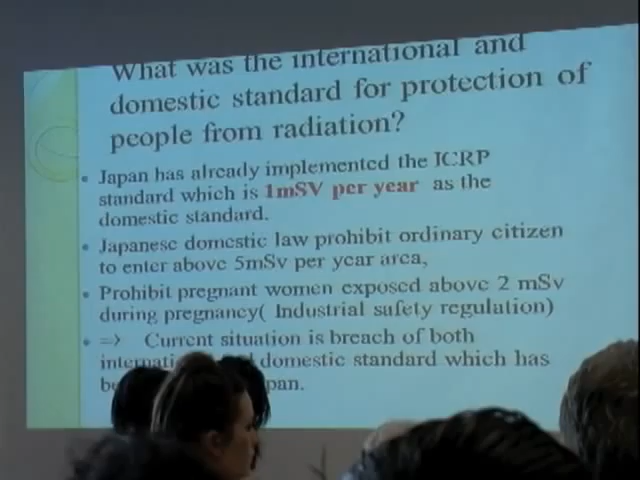 What was the international and
domestic standard for protection of
people from radiation?
Japan has already implemented the ICRP
standard which is 1mSV per year as the
domestic standard.
Japanese domestic law prohibit ordinary citizen
to enter above 5mSv per year area,
Prohibit pregnant women exposed above 2 mSv
during pregnancy( Industrial safety regulation)
=> Current situation is breach of both
domestic standard which has